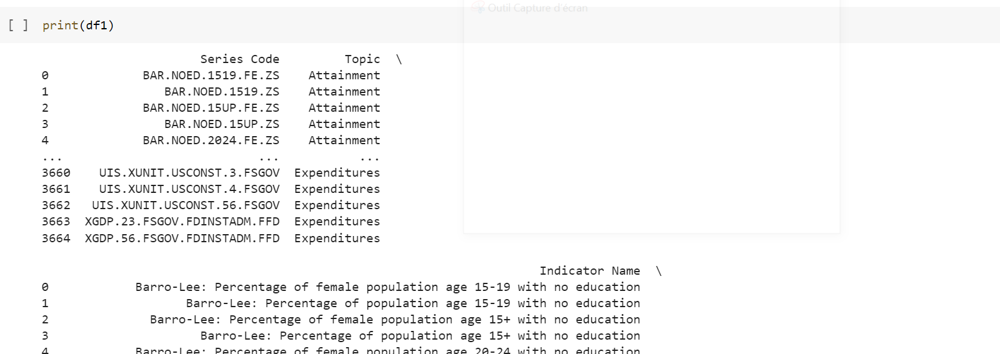 Outil Capture d'écran
[ ] print(df1)
Series Code Topic \
0 BAR.NOED.1519.FE.ZS Attainment
1 BAR.NOED.1519.ZS Attainment
2 BAR.NOED.15UP.FE.ZS Attainment
3 BAR.NOED.15UP.ZS Attainment
4 BAR.NOED.2024.FE.ZS Attainment
... ... ...
3660 UIS.XUNIT.USCONST.3.FSGOV Expenditures
3661 UIS.XUNIT.USCONST.4.FSGOV Expenditures
3662 UIS.XUNIT.USCONST.56.FSGOV Expenditures
3663 XGDP.23.FSGOV.FDINSTADM.FFD Expenditures
3664 XGDP.56.FSGOV.FDINSTADM.FFD Expenditures
Indicator Name \
0 Barro-Lee: Percentage of female population age 15-19 with no education
1 Barro-Lee: Percentage of population age 15-19 with no education
2 Barro-Lee: Percentage of female population age 15+ with no education
3 Barro-Lee: Percentage of population age 15+ with no education
4 Barro-Lee: Percentage of female population age 20-24 with no education